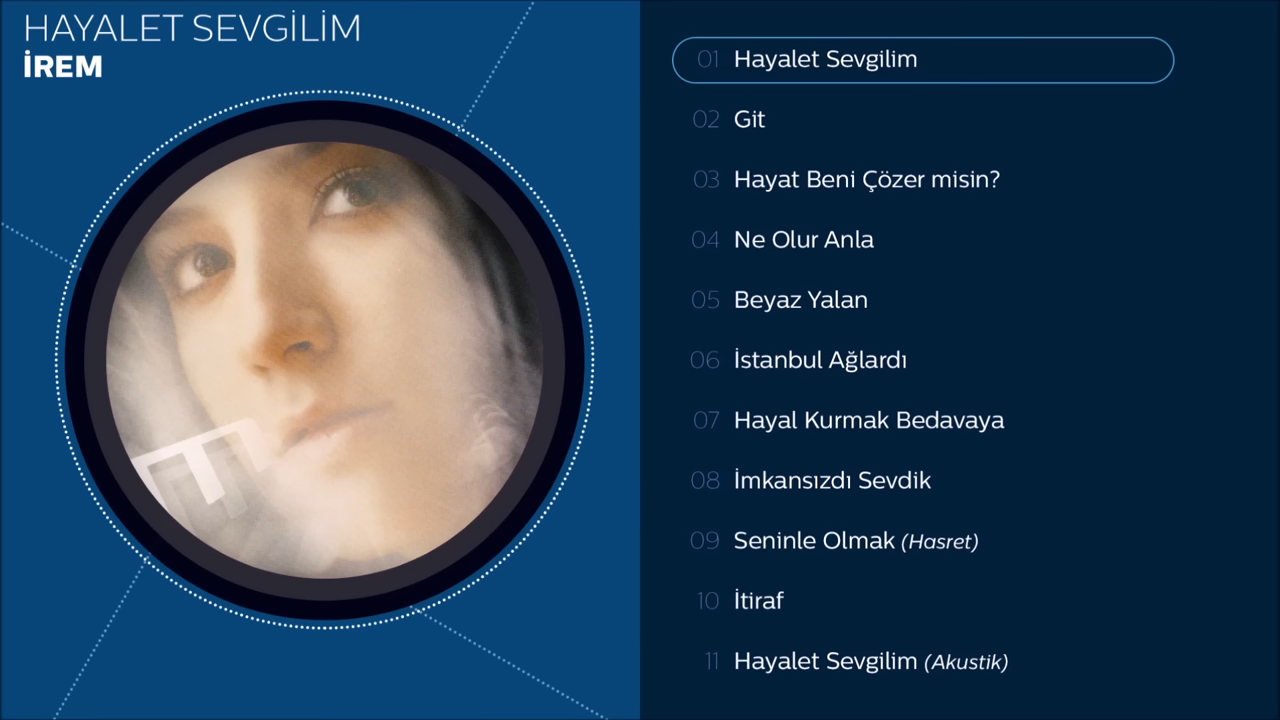 HAYALET SEVGİLİM
İREM
01 Hayalet Sevgilim
02 Git
03 Hayat Beni Çözer misin?
04 Ne Olur Anla
05 Beyaz Yalan
06 İstanbul Ağlardı
07 Hayal Kurmak Bedavaya
08 İmkansızdı Sevdik
09 Seninle Olmak (Hasret)
10 İtiraf
11 Hayalet Sevgilim (Akustik)